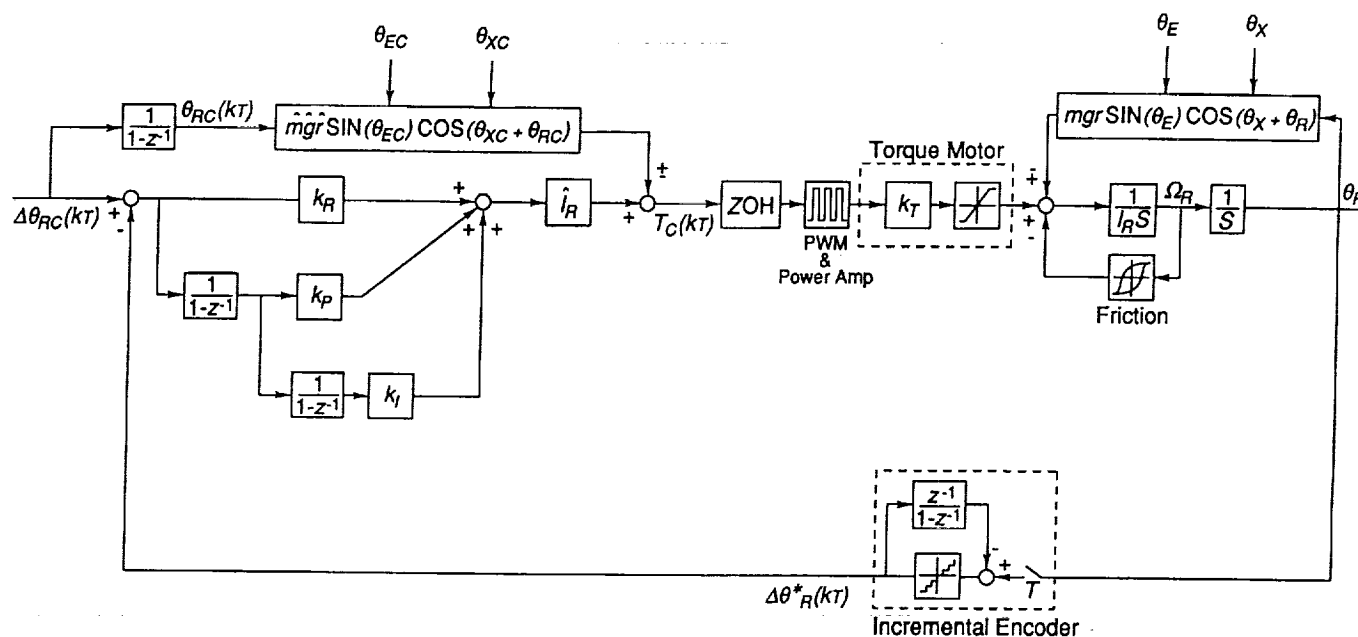 θEC
θXC
θE
θX
1
1-z⁻¹
θRC(kT)
m̂ĝr̂ SIN(θEC) COS(θXC + θRC)
mgr SIN(θE) COS(θX + θR)
Torque Motor
ΔθRC(kT)
+
-
kR
+
+
+
ÎR
+
±
TC(kT)
ZOH
PWM
&
Power Amp
kT
∓
+
-
1
IRS
ΩR
1
S
Friction
1
1-z⁻¹
kP
1
1-z⁻¹
kI
z⁻¹
1-z⁻¹
-
+
T
Δθ*R(kT)
Incremental Encoder